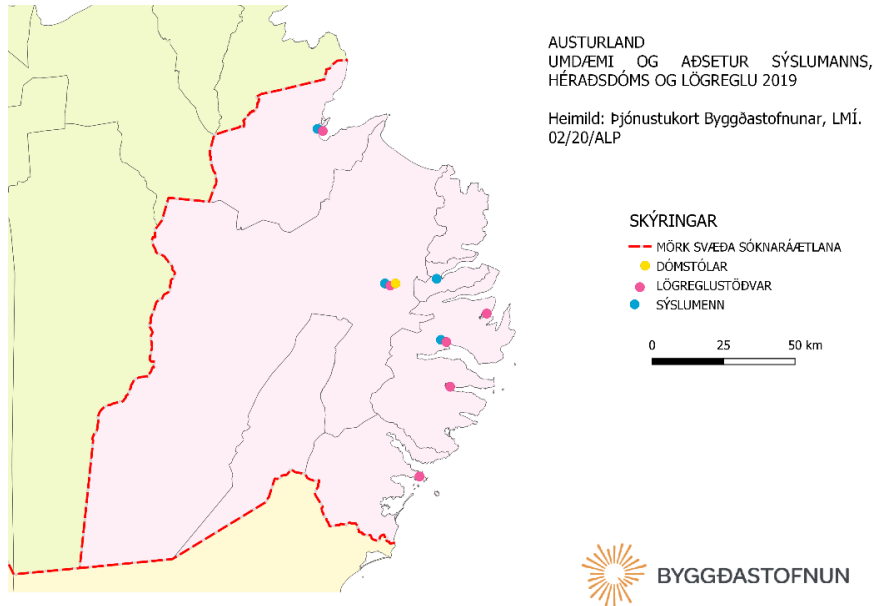 AUSTURLAND
UMDÆMI OG AÐSETUR SÝSLUMANNS,
HÉRAÐSDÓMS OG LÖGREGLU 2019
Heimild: Þjónustukort Byggðastofnunar, LMÍ.
02/20/ALP
SKÝRINGAR
MÖRK SVÆÐA SÓKNARÁÆTLANA
DÓMSTÓLAR
LÖGREGLUSTÖÐVAR
SÝSLUMENN
0 25 50 km
BYGGÐASTOFNUN